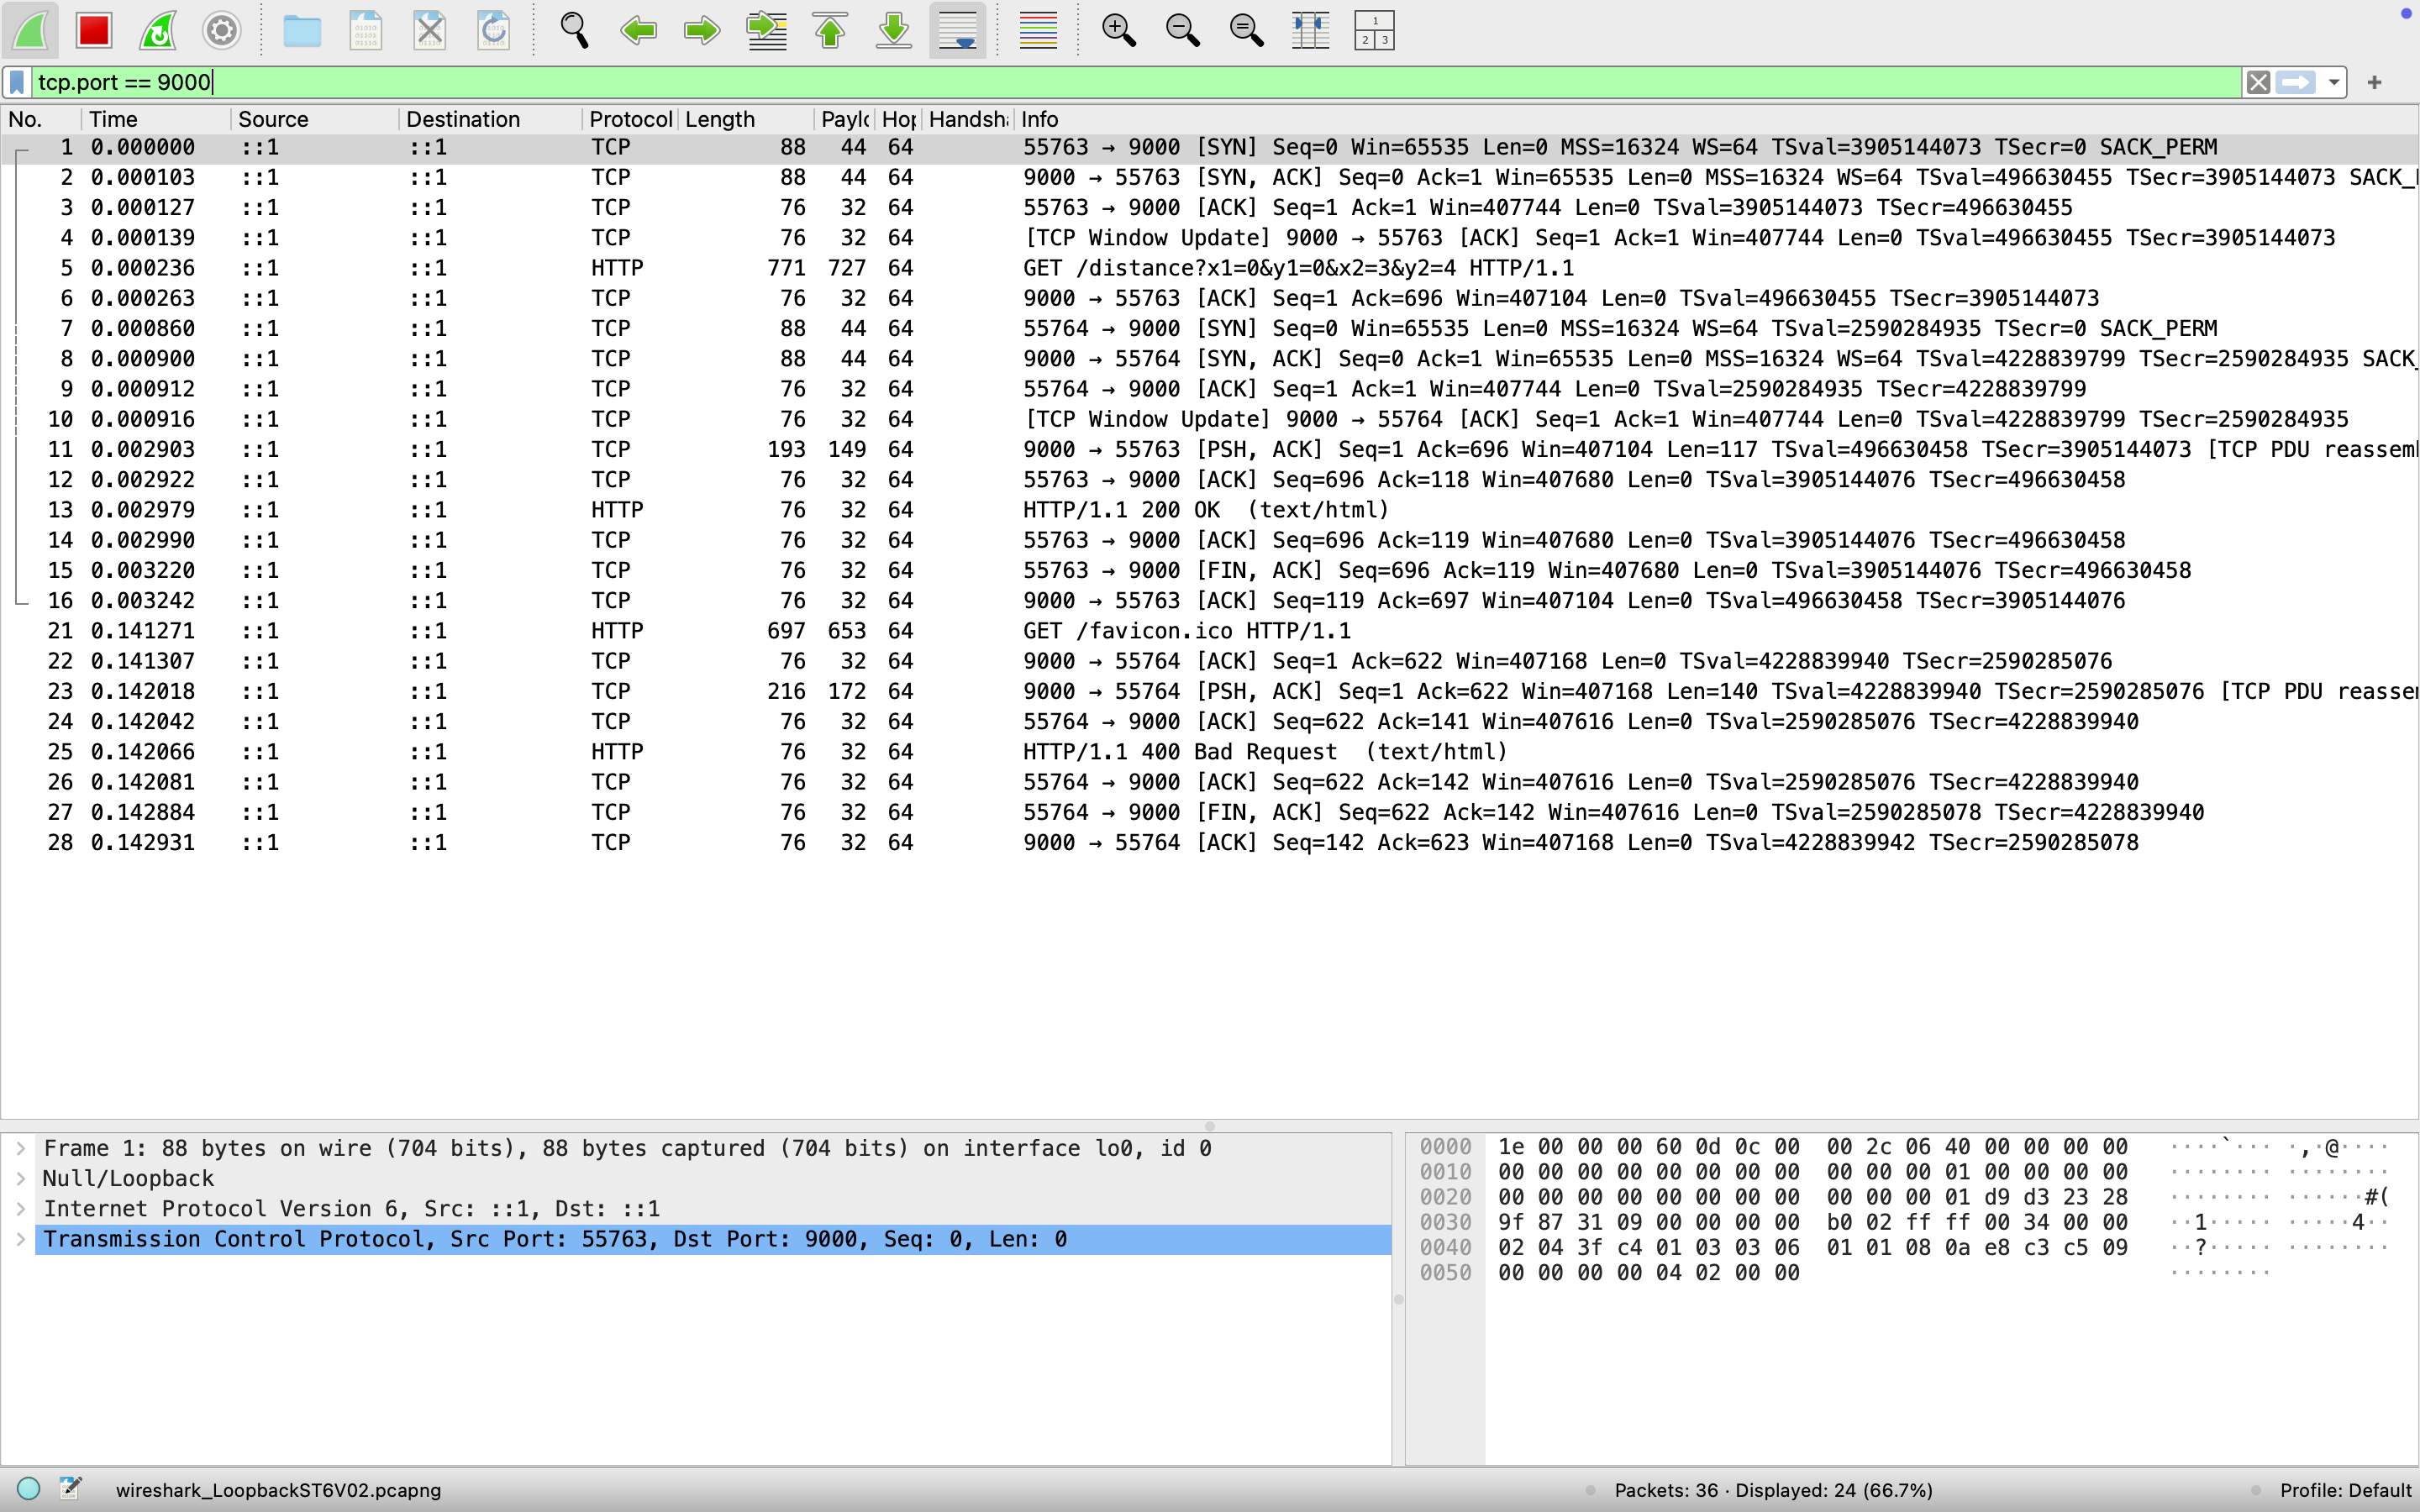 1
2 3
tcp.port == 9000
No. Time Source Destination Protocol Length Paylo Hop Handsha Info
1 0.000000 ::1 ::1 TCP 88 44 64 55763 → 9000 [SYN] Seq=0 Win=65535 Len=0 MSS=16324 WS=64 TSval=3905144073 TSecr=0 SACK_PERM
2 0.000103 ::1 ::1 TCP 88 44 64 9000 → 55763 [SYN, ACK] Seq=0 Ack=1 Win=65535 Len=0 MSS=16324 WS=64 TSval=496630455 TSecr=3905144073 SACK_
3 0.000127 ::1 ::1 TCP 76 32 64 55763 → 9000 [ACK] Seq=1 Ack=1 Win=407744 Len=0 TSval=3905144073 TSecr=496630455
4 0.000139 ::1 ::1 TCP 76 32 64 [TCP Window Update] 9000 → 55763 [ACK] Seq=1 Ack=1 Win=407744 Len=0 TSval=496630455 TSecr=3905144073
5 0.000236 ::1 ::1 HTTP 771 727 64 GET /distance?x1=0&y1=0&x2=3&y2=4 HTTP/1.1
6 0.000263 ::1 ::1 TCP 76 32 64 9000 → 55763 [ACK] Seq=1 Ack=696 Win=407104 Len=0 TSval=496630455 TSecr=3905144073
7 0.000860 ::1 ::1 TCP 88 44 64 55764 → 9000 [SYN] Seq=0 Win=65535 Len=0 MSS=16324 WS=64 TSval=2590284935 TSecr=0 SACK_PERM
8 0.000900 ::1 ::1 TCP 88 44 64 9000 → 55764 [SYN, ACK] Seq=0 Ack=1 Win=65535 Len=0 MSS=16324 WS=64 TSval=4228839799 TSecr=2590284935 SACK_
9 0.000912 ::1 ::1 TCP 76 32 64 55764 → 9000 [ACK] Seq=1 Ack=1 Win=407744 Len=0 TSval=2590284935 TSecr=4228839799
10 0.000916 ::1 ::1 TCP 76 32 64 [TCP Window Update] 9000 → 55764 [ACK] Seq=1 Ack=1 Win=407744 Len=0 TSval=4228839799 TSecr=2590284935
11 0.002903 ::1 ::1 TCP 193 149 64 9000 → 55763 [PSH, ACK] Seq=1 Ack=696 Win=407104 Len=117 TSval=496630458 TSecr=3905144073 [TCP PDU reassem
12 0.002922 ::1 ::1 TCP 76 32 64 55763 → 9000 [ACK] Seq=696 Ack=118 Win=407680 Len=0 TSval=3905144076 TSecr=496630458
13 0.002979 ::1 ::1 HTTP 76 32 64 HTTP/1.1 200 OK  (text/html)
14 0.002990 ::1 ::1 TCP 76 32 64 55763 → 9000 [ACK] Seq=696 Ack=119 Win=407680 Len=0 TSval=3905144076 TSecr=496630458
15 0.003220 ::1 ::1 TCP 76 32 64 55763 → 9000 [FIN, ACK] Seq=696 Ack=119 Win=407680 Len=0 TSval=3905144076 TSecr=496630458
16 0.003242 ::1 ::1 TCP 76 32 64 9000 → 55763 [ACK] Seq=119 Ack=697 Win=407104 Len=0 TSval=496630458 TSecr=3905144076
21 0.141271 ::1 ::1 HTTP 697 653 64 GET /favicon.ico HTTP/1.1
22 0.141307 ::1 ::1 TCP 76 32 64 9000 → 55764 [ACK] Seq=1 Ack=622 Win=407168 Len=0 TSval=4228839940 TSecr=2590285076
23 0.142018 ::1 ::1 TCP 216 172 64 9000 → 55764 [PSH, ACK] Seq=1 Ack=622 Win=407168 Len=140 TSval=4228839940 TSecr=2590285076 [TCP PDU reasse
24 0.142042 ::1 ::1 TCP 76 32 64 55764 → 9000 [ACK] Seq=622 Ack=141 Win=407616 Len=0 TSval=2590285076 TSecr=4228839940
25 0.142066 ::1 ::1 HTTP 76 32 64 HTTP/1.1 400 Bad Request  (text/html)
26 0.142081 ::1 ::1 TCP 76 32 64 55764 → 9000 [ACK] Seq=622 Ack=142 Win=407616 Len=0 TSval=2590285076 TSecr=4228839940
27 0.142884 ::1 ::1 TCP 76 32 64 55764 → 9000 [FIN, ACK] Seq=622 Ack=142 Win=407616 Len=0 TSval=2590285078 TSecr=4228839940
28 0.142931 ::1 ::1 TCP 76 32 64 9000 → 55764 [ACK] Seq=142 Ack=623 Win=407168 Len=0 TSval=4228839942 TSecr=2590285078
Frame 1: 88 bytes on wire (704 bits), 88 bytes captured (704 bits) on interface lo0, id 0
Null/Loopback
Internet Protocol Version 6, Src: ::1, Dst: ::1
Transmission Control Protocol, Src Port: 55763, Dst Port: 9000, Seq: 0, Len: 0
0000 1e 00 00 00 60 0d 0c 00 00 2c 06 40 00 00 00 00 ····`··· ·,·@····
0010 00 00 00 00 00 00 00 00 00 00 00 01 00 00 00 00 ········ ········
0020 00 00 00 00 00 00 00 00 00 00 00 01 d9 d3 23 28 ········ ······#(
0030 9f 87 31 09 00 00 00 00 b0 02 ff ff 00 34 00 00 ··1····· ·····4··
0040 02 04 3f c4 01 03 03 06 01 01 08 0a e8 c3 c5 09 ··?····· ········
0050 00 00 00 00 04 02 00 00 ········
wireshark_LoopbackST6V02.pcapng
Packets: 36 · Displayed: 24 (66.7%)
Profile: Default